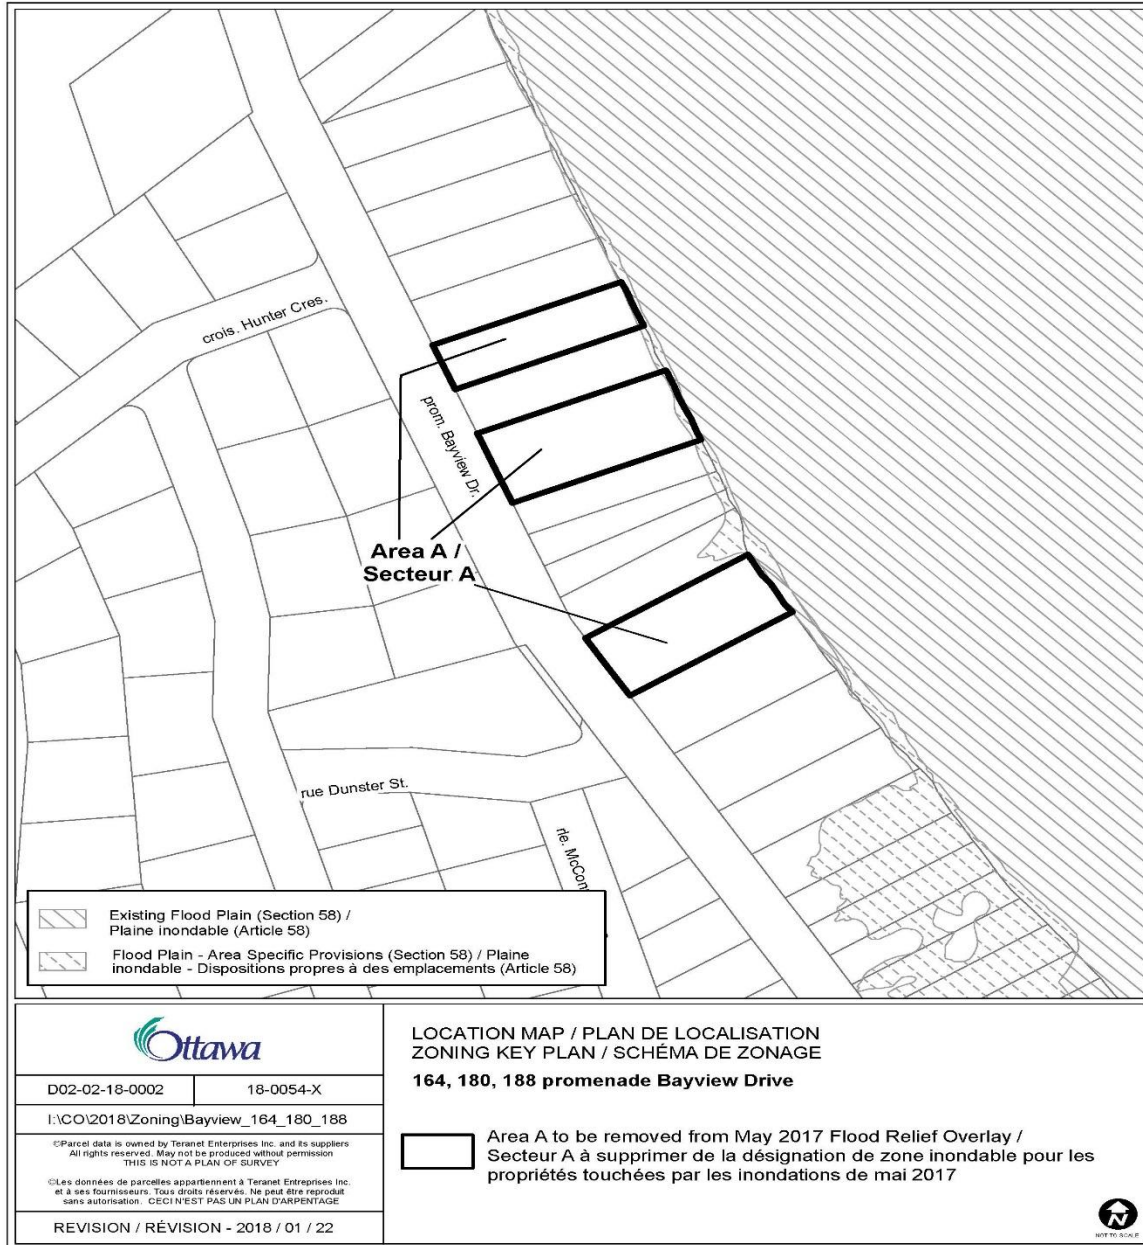 crois. Hunter Cres.
prom. Bayview Dr.
Area A /
Secteur A
rue Dunster St.
rle. McCon
Existing Flood Plain (Section 58) /
Plaine inondable (Article 58)
Flood Plain - Area Specific Provisions (Section 58) / Plaine
inondable - Dispositions propres à des emplacements (Article 58)
Ottawa
D02-02-18-0002
18-0054-X
I:\CO\2018\Zoning\Bayview_164_180_188
©Parcel data is owned by Teranet Enterprises Inc. and its suppliers
All rights reserved. May not be produced without permission
THIS IS NOT A PLAN OF SURVEY
©Les données de parcelles appartiennent à Teranet Enterprises Inc.
et à ses fournisseurs. Tous droits réservés. Ne peut être reproduit
sans autorisation. CECI N'EST PAS UN PLAN D'ARPENTAGE
REVISION / RÉVISION - 2018 / 01 / 22
LOCATION MAP / PLAN DE LOCALISATION
ZONING KEY PLAN / SCHÉMA DE ZONAGE
164, 180, 188 promenade Bayview Drive
Area A to be removed from May 2017 Flood Relief Overlay /
Secteur A à supprimer de la désignation de zone inondable pour les
propriétés touchées par les inondations de mai 2017
N
NOT TO SCALE